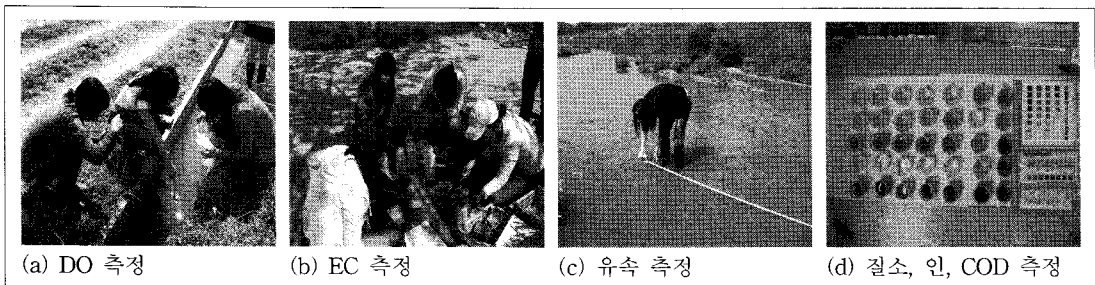 (a) DO 측정
(b) EC 측정
(c) 유속 측정
(d) 질소, 인, COD 측정